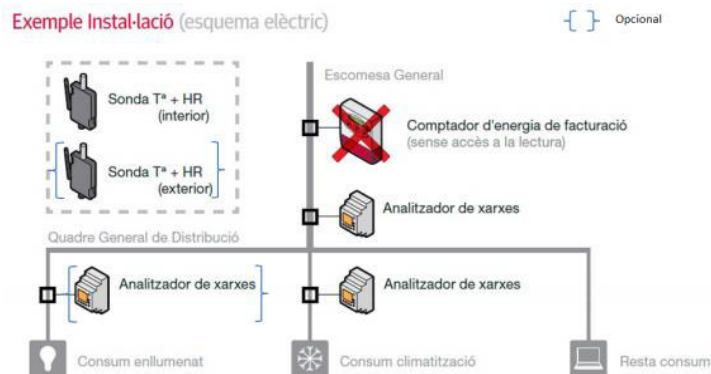 Exemple Instal·lació (esquema elèctric)
Opcional
Sonda Tª + HR
(interior)
Sonda Tª + HR
(exterior)
Escomesa General
Comptador d'energia de facturació
(sense accès a la lectura)
Analitzador de xarxes
Quadre General de Distribució
Analitzador de xarxes
Analitzador de xarxes
Consum enllumenat
Consum climatització
Resta consum